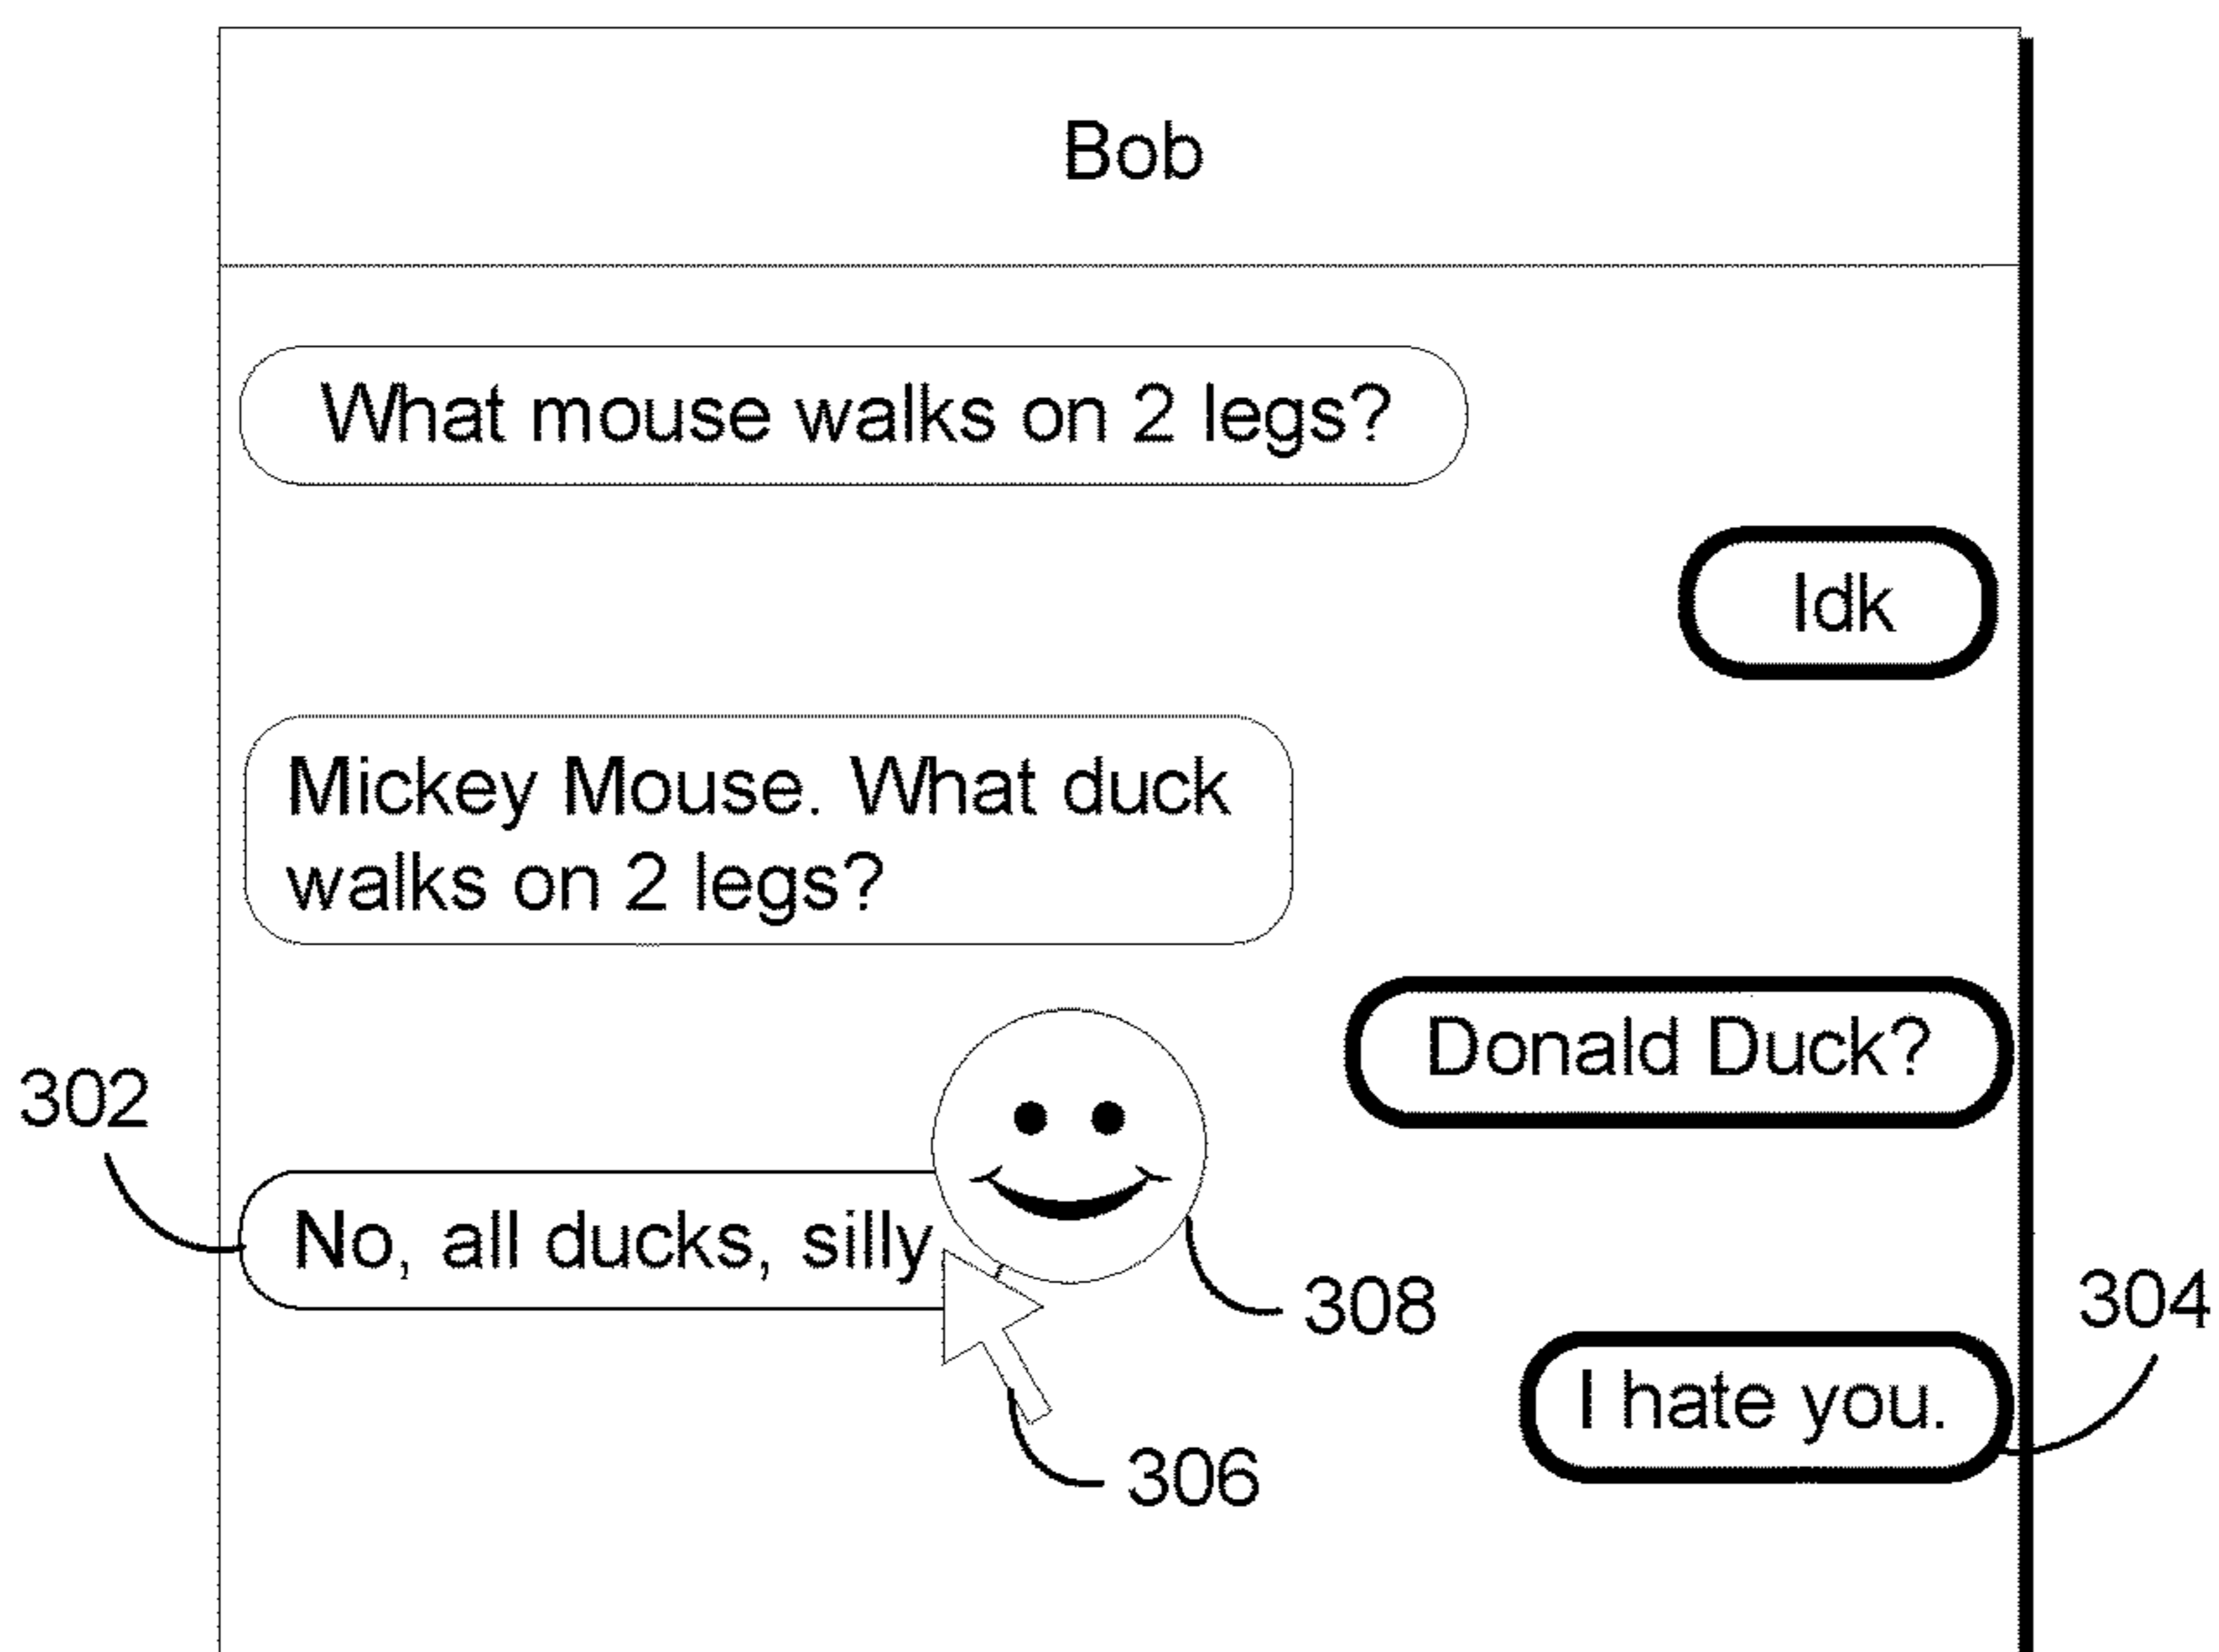 Bob
What mouse walks on 2 legs?
Idk
Mickey Mouse. What duck
walks on 2 legs?
Donald Duck?
302
No, all ducks, silly
308
304
I hate you.
306